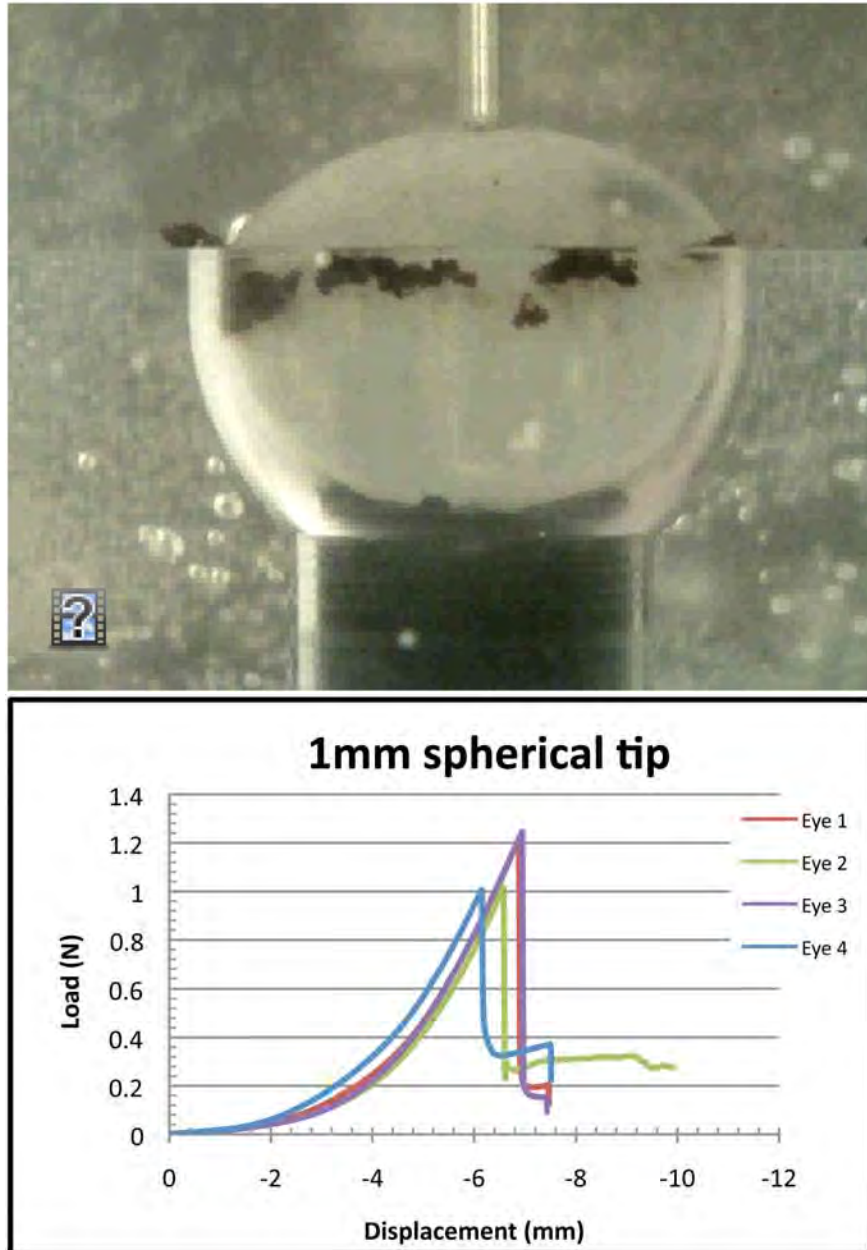 ?
1mm spherical tip
1.4
1.2
1
0.8
0.6
0.4
0.2
0
Load (N)
0 -2 -4 -6 -8 -10 -12
Displacement (mm)
Eye 1
Eye 2
Eye 3
Eye 4